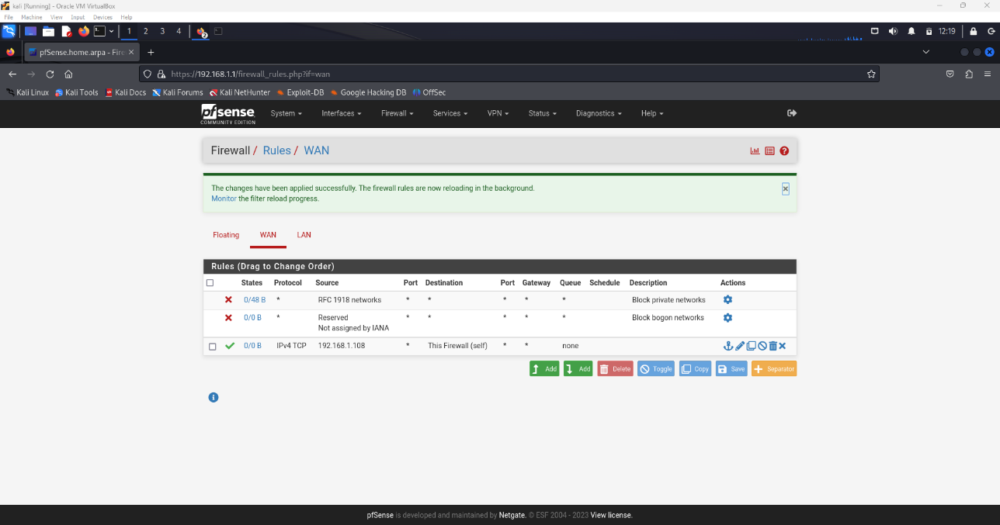 kali [Running] - Oracle VM VirtualBox
File Machine View Input Devices Help
1 2 3 4 2 12:19
pfSense.home.arpa - Fire
https://192.168.1.1/firewall_rules.php?if=wan
Kali Linux Kali Tools Kali Docs Kali Forums Kali NetHunter Exploit-DB Google Hacking DB OffSec
pfsense System Interfaces Firewall Services VPN Status Diagnostics Help
COMMUNITY EDITION
Firewall / Rules / WAN
The changes have been applied successfully. The firewall rules are now reloading in the background.
Monitor the filter reload progress.
Floating WAN LAN
Rules (Drag to Change Order)
States Protocol Source Port Destination Port Gateway Queue Schedule Description Actions
0/48 B * RFC 1918 networks * * * * * Block private networks
0/0 B * Reserved * * * * * Block bogon networks
Not assigned by IANA
0/0 B IPv4 TCP 192.168.1.108 * This Firewall (self) * * none
Add Add Delete Toggle Copy Save Separator
pfSense is developed and maintained by Netgate. © ESF 2004 - 2023 View license.